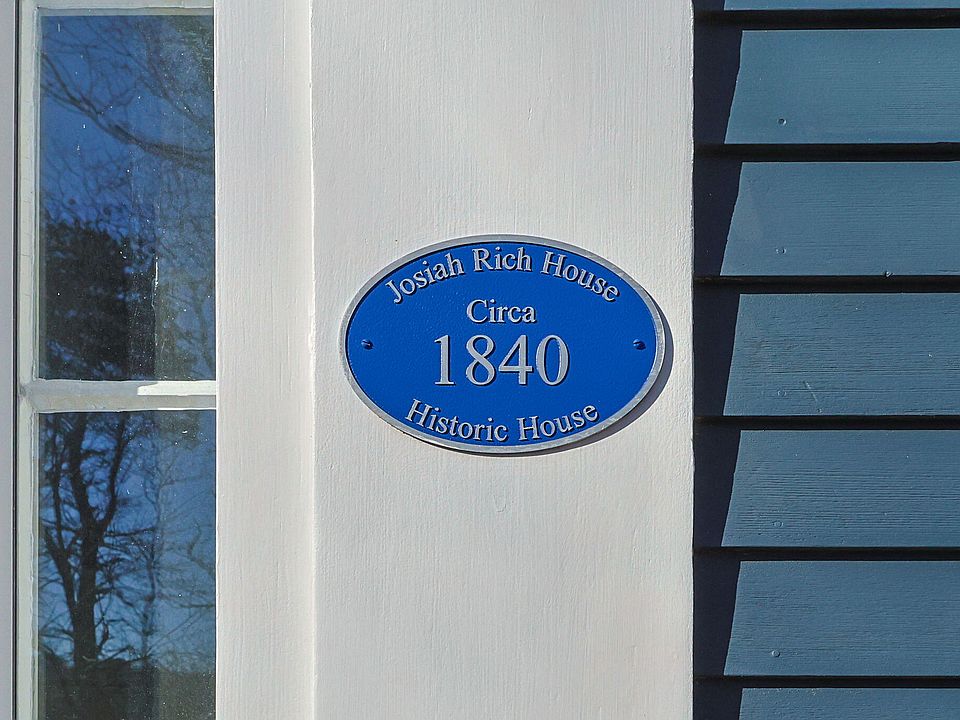 Josiah Rich House
Circa
1840
Historic House